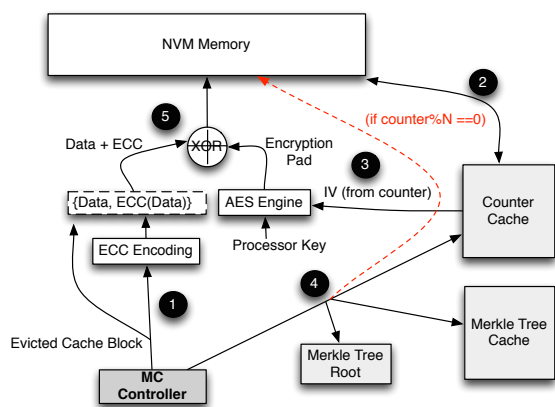 NVM Memory
2
5
(if counter%N ==0)
XOR
Data + ECC
Encryption
Pad
3
IV (from counter)
{Data, ECC(Data)}
AES Engine
Counter
Cache
ECC Encoding
Processor Key
1
4
Evicted Cache Block
Merkle Tree
Cache
Merkle Tree
Root
MC
Controller